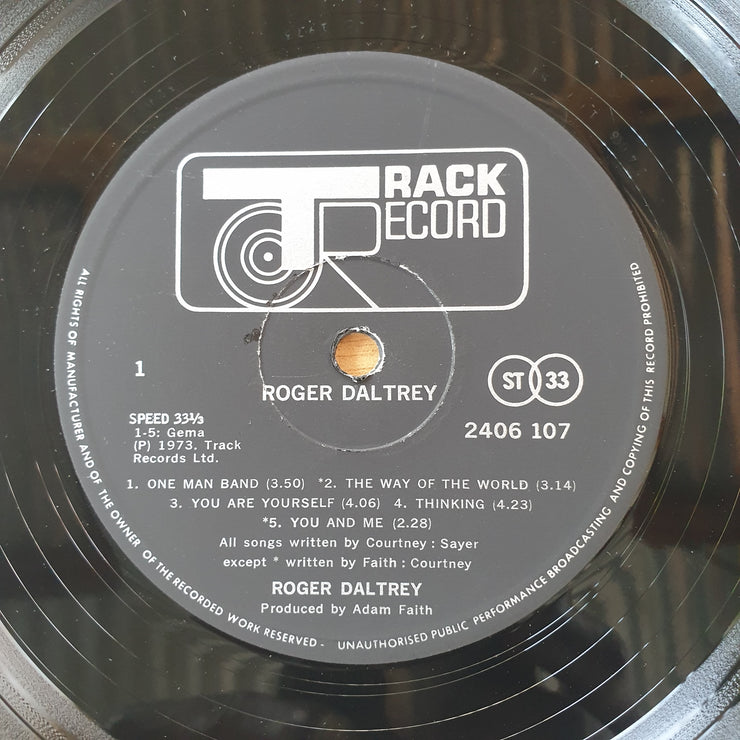 TRACK
RECORD
1
ROGER DALTREY
ST 33
2406 107
SPEED 33⅓
1-5: Gema
(P) 1973. Track
Records Ltd.
1. ONE MAN BAND (3.50) *2. THE WAY OF THE WORLD (3.14)
3. YOU ARE YOURSELF (4.06) 4. THINKING (4.23)
*5. YOU AND ME (2.28)
All songs written by Courtney : Sayer
except * written by Faith : Courtney
ROGER DALTREY
Produced by Adam Faith
ALL RIGHTS OF MANUFACTURER AND OF THE OWNER OF THE RECORDED WORK RESERVED - UNAUTHORISED PUBLIC PERFORMANCE BROADCASTING AND COPYING OF THIS RECORD PROHIBITED